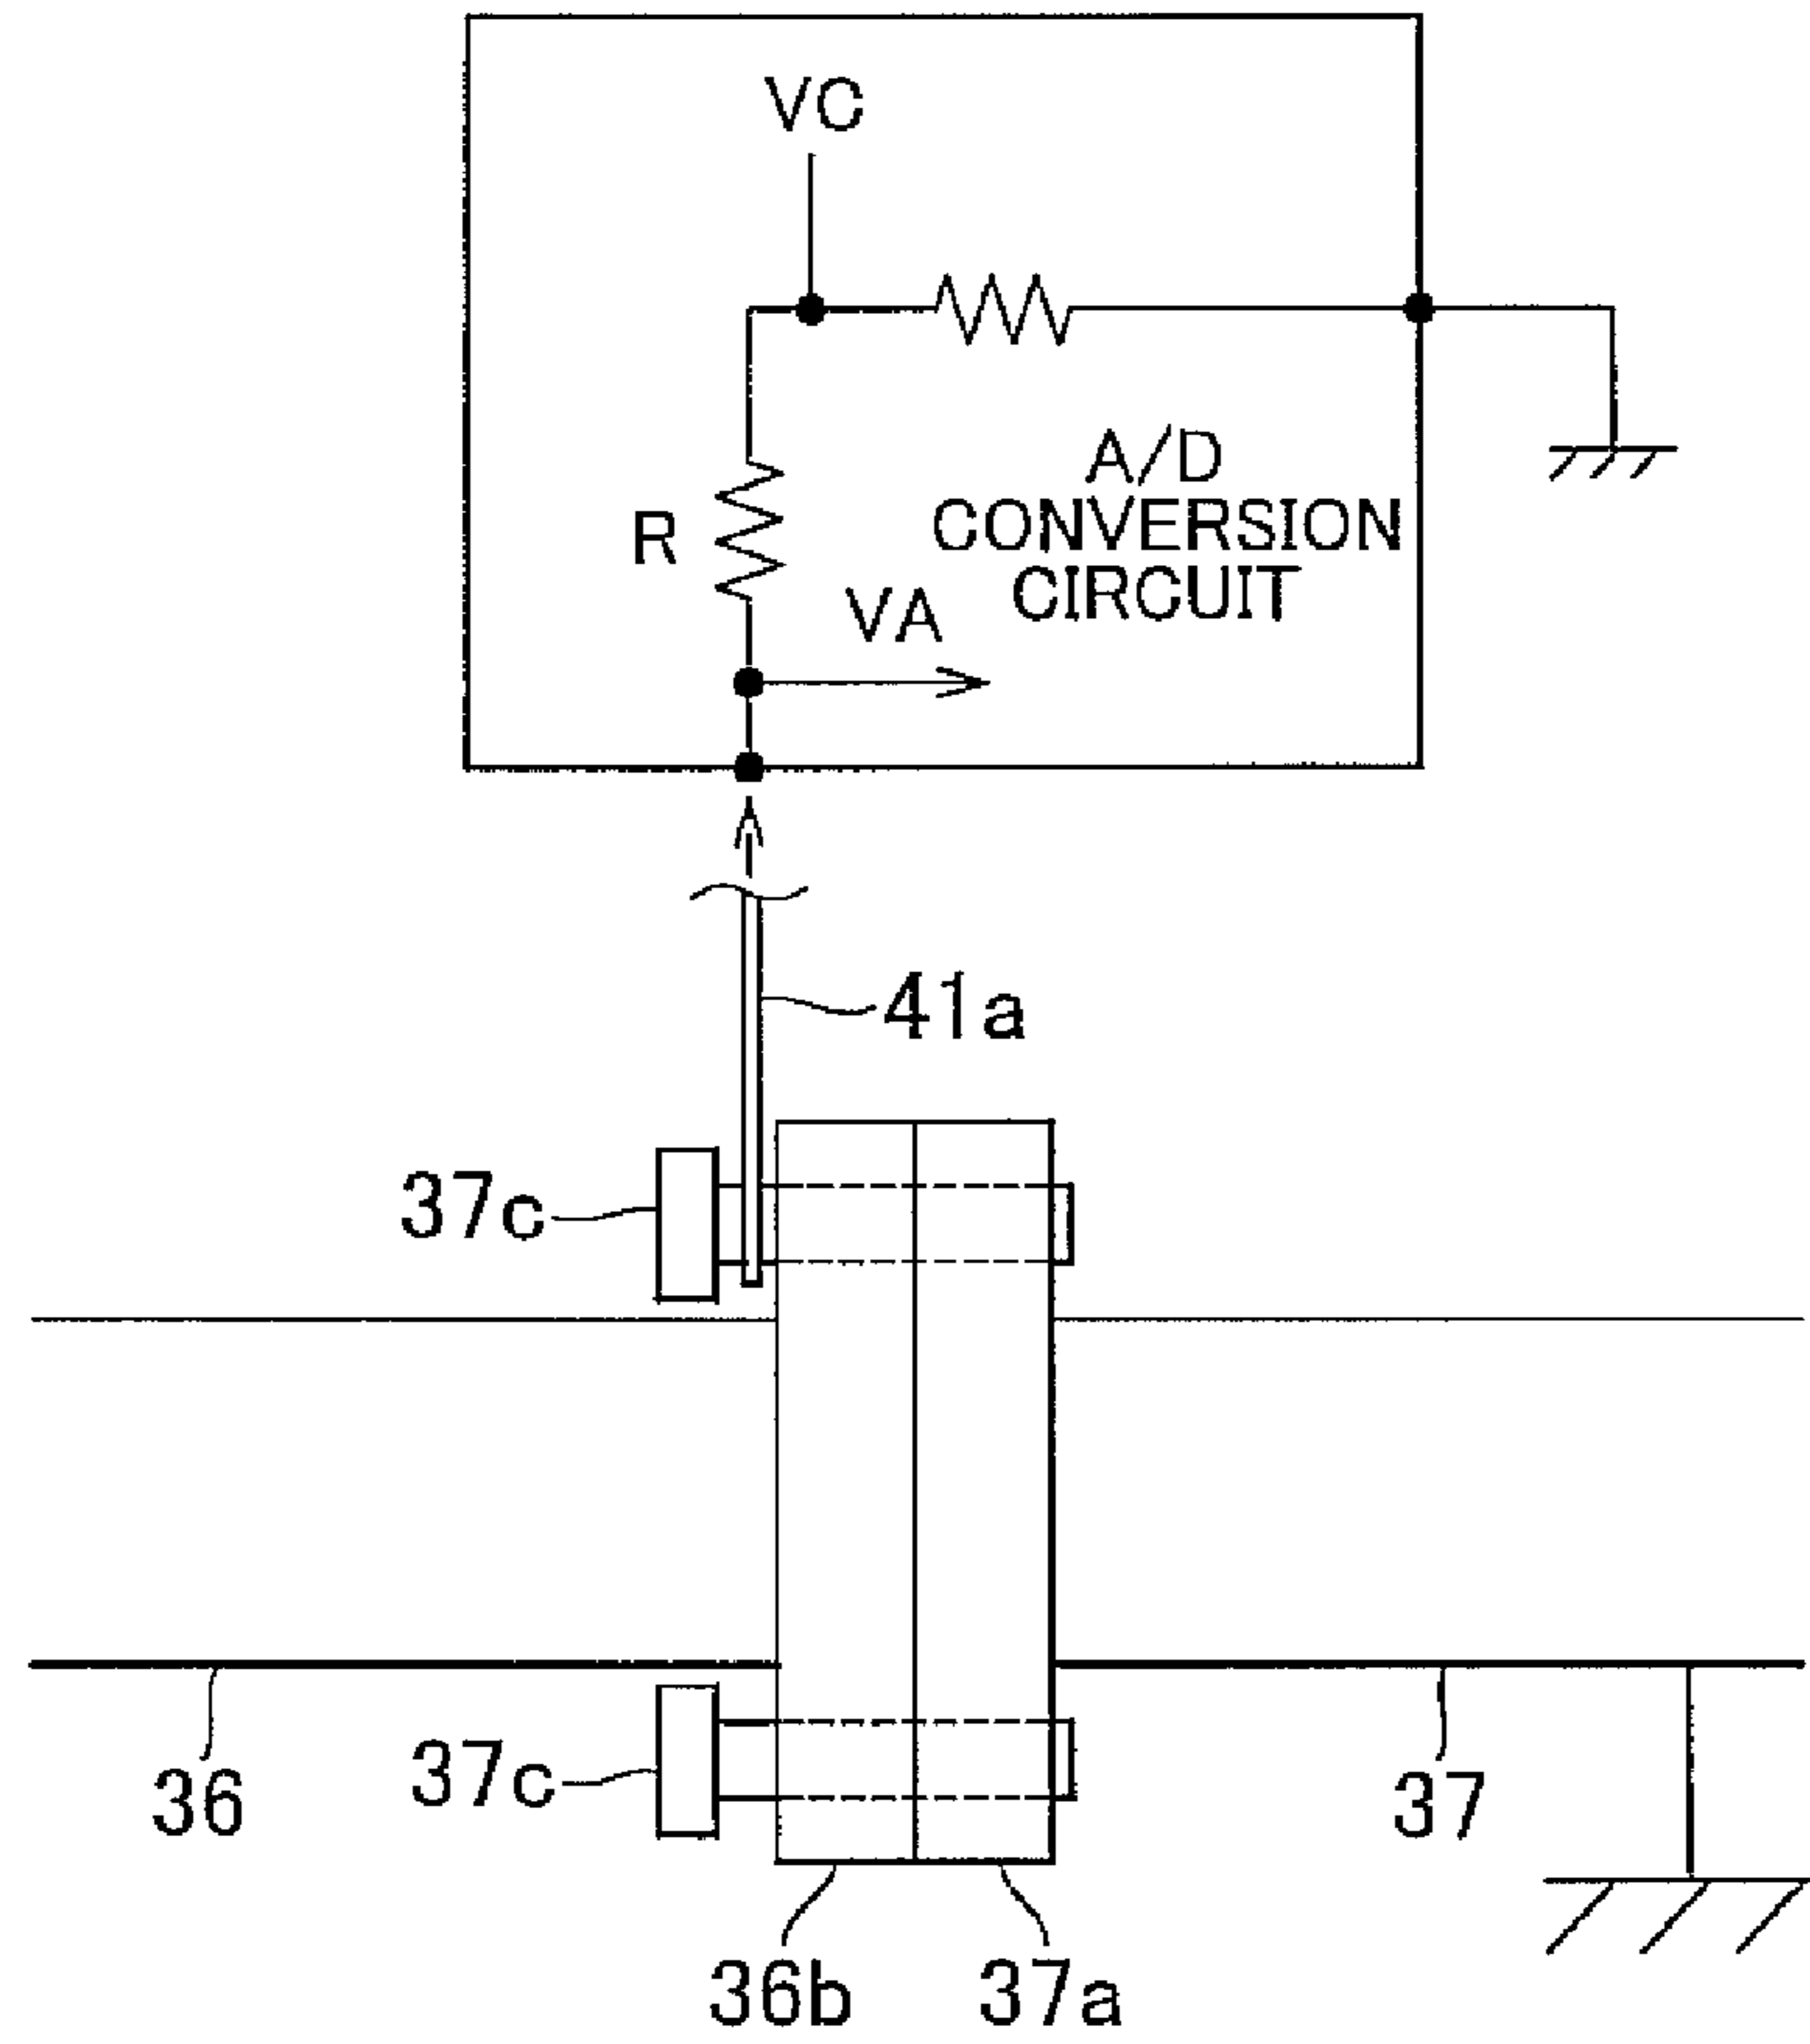 VC
R
A/D
CONVERSION
CIRCUIT
VA
41a
37c
36
37c
37
36b
37a